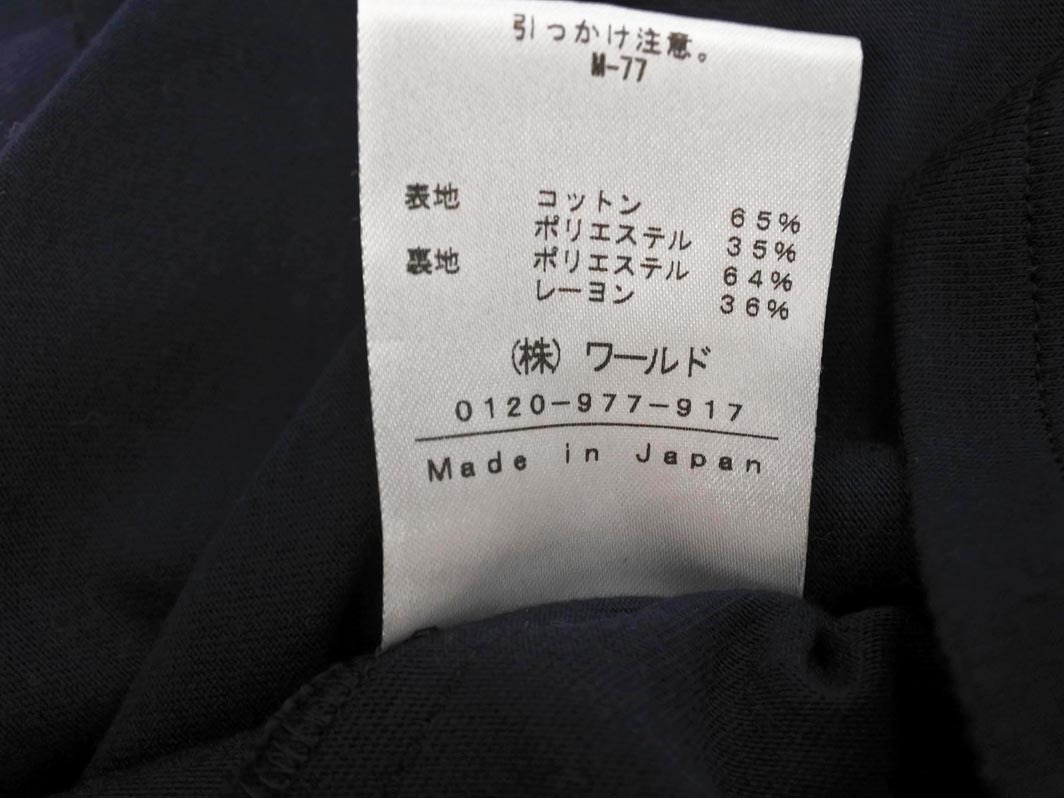 引っかけ注意。
M-77
表地 コットン 65%
ポリエステル 35%
裏地 ポリエステル 64%
レーヨン 36%
(株) ワールド
0120-977-917
Made in Japan